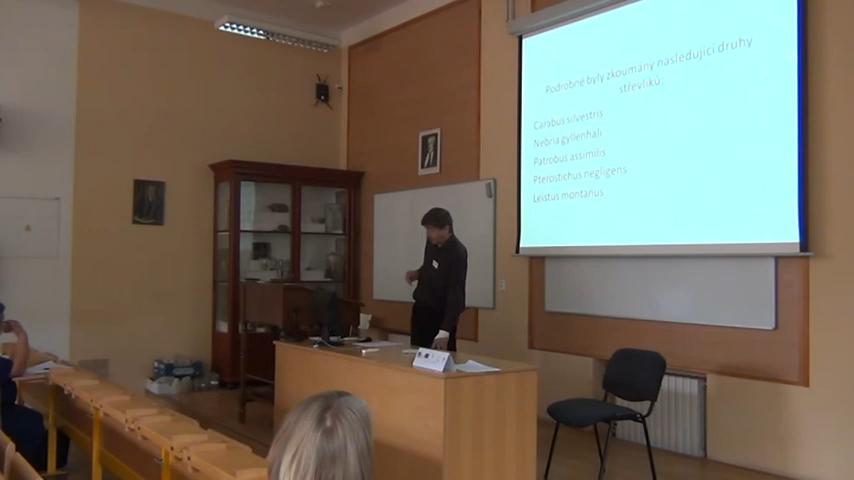 Podrobně byly zkoumány následující druhy
střevlíků:
Carabus silvestris
Nebria gyllenhali
Patrobus assimilis
Pterostichus negligens
Leistus montanus